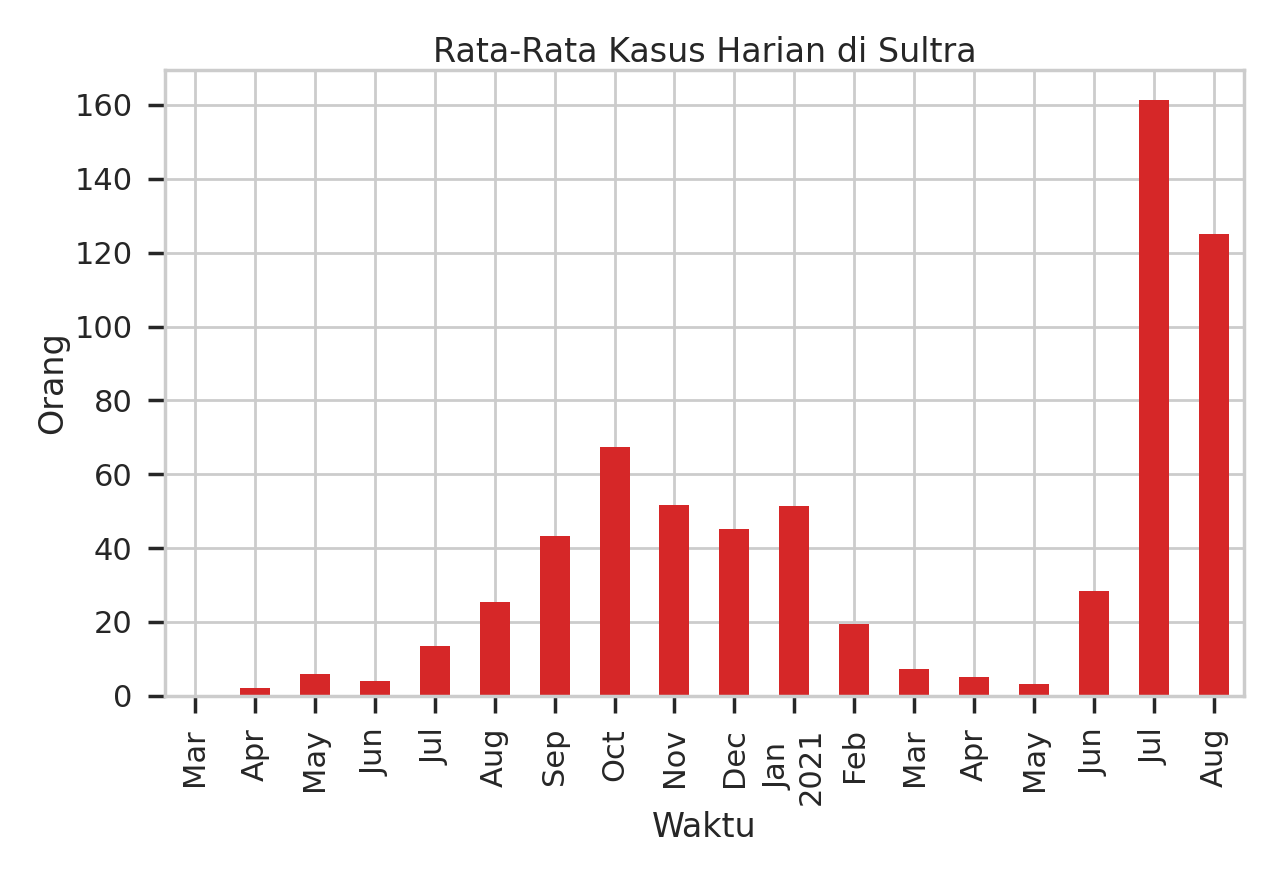 Rata-Rata Kasus Harian di Sultra
160
140
120
100
80
60
40
20
0
Orang
Mar
Apr
May
Jun
Jul
Aug
Sep
Oct
Nov
Dec
Jan
2021
Feb
Mar
Apr
May
Jun
Jul
Aug
Waktu